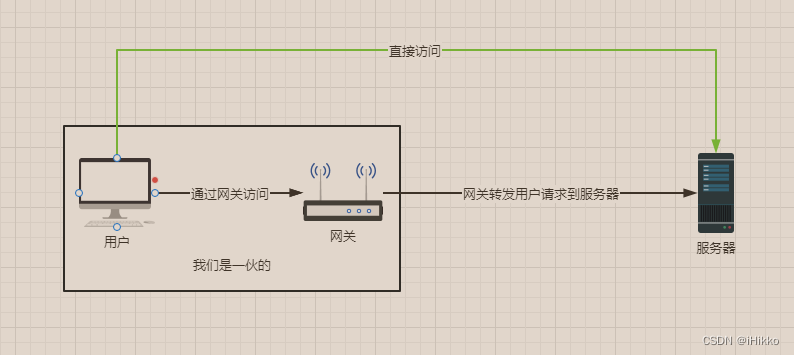 直接访问
通过网关访问
网关转发用户请求到服务器
用户
网关
服务器
我们是一伙的
CSDN @iHikko